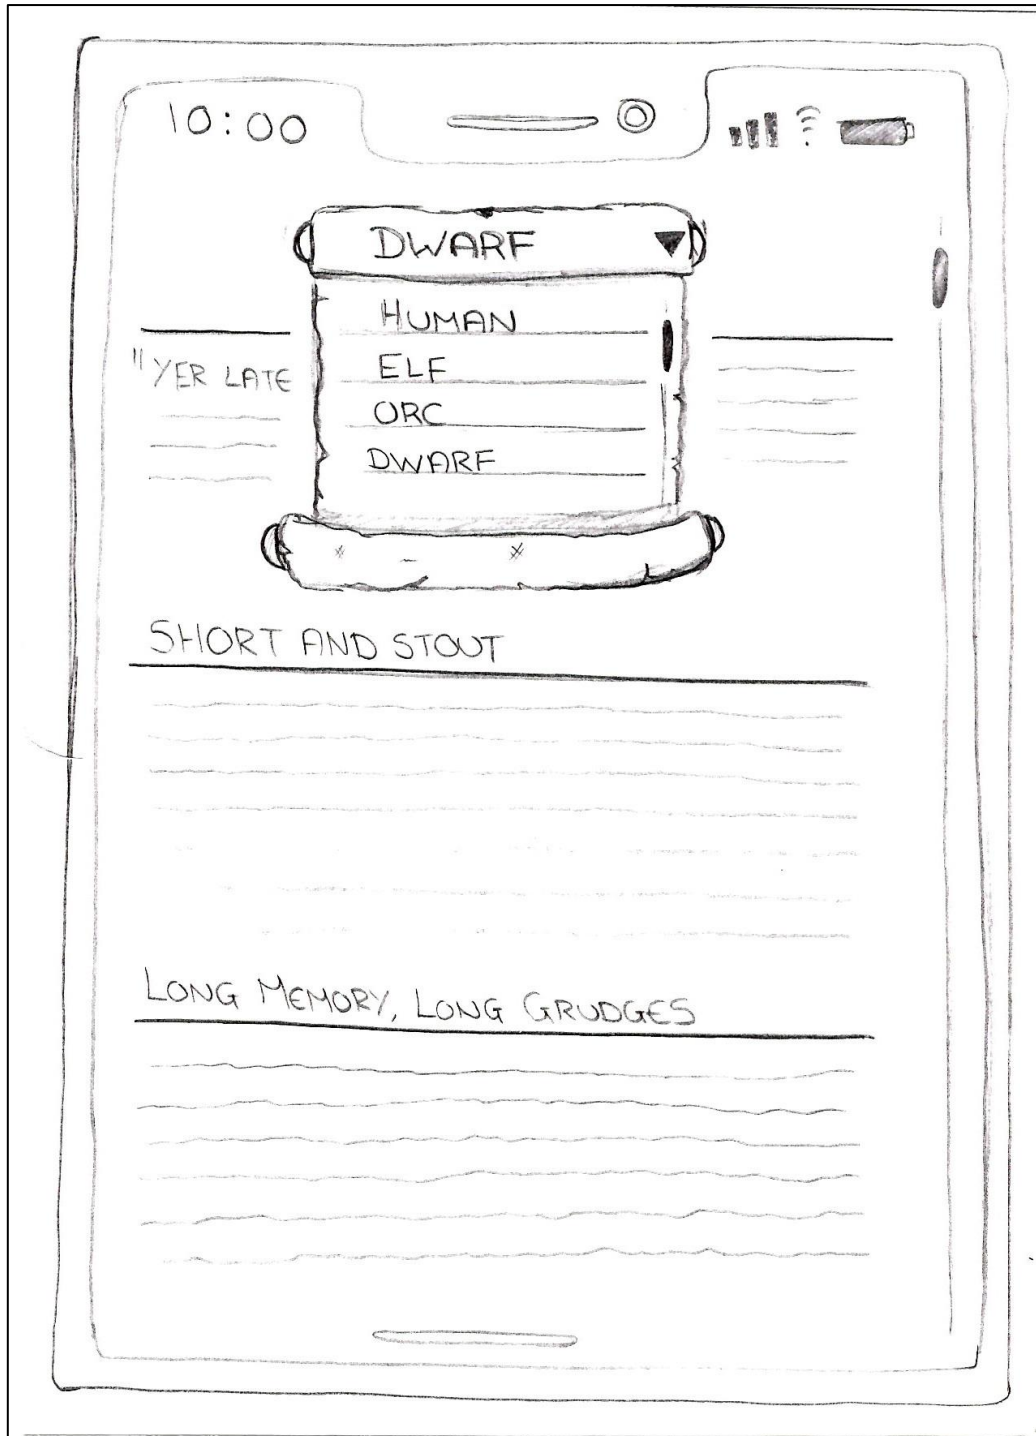 10:00
DWARF
HUMAN
ELF
ORC
DWARF
"YER LATE
SHORT AND STOUT
LONG MEMORY, LONG GRUDGES